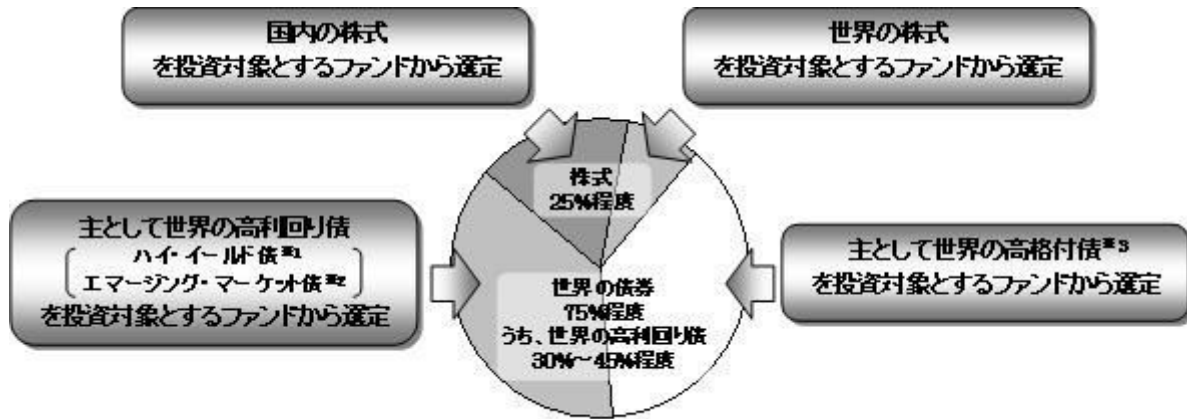 国内の株式
を投資対象とするファンドから選定
世界の株式
を投資対象とするファンドから選定
株式
25%程度
主として世界の高利回り債
ハイ・イールド債※1
エマージング・マーケット債※2
を投資対象とするファンドから選定
世界の債券
75%程度
うち、世界の高利回り債
30%～45%程度
主として世界の高格付債※3
を投資対象とするファンドから選定